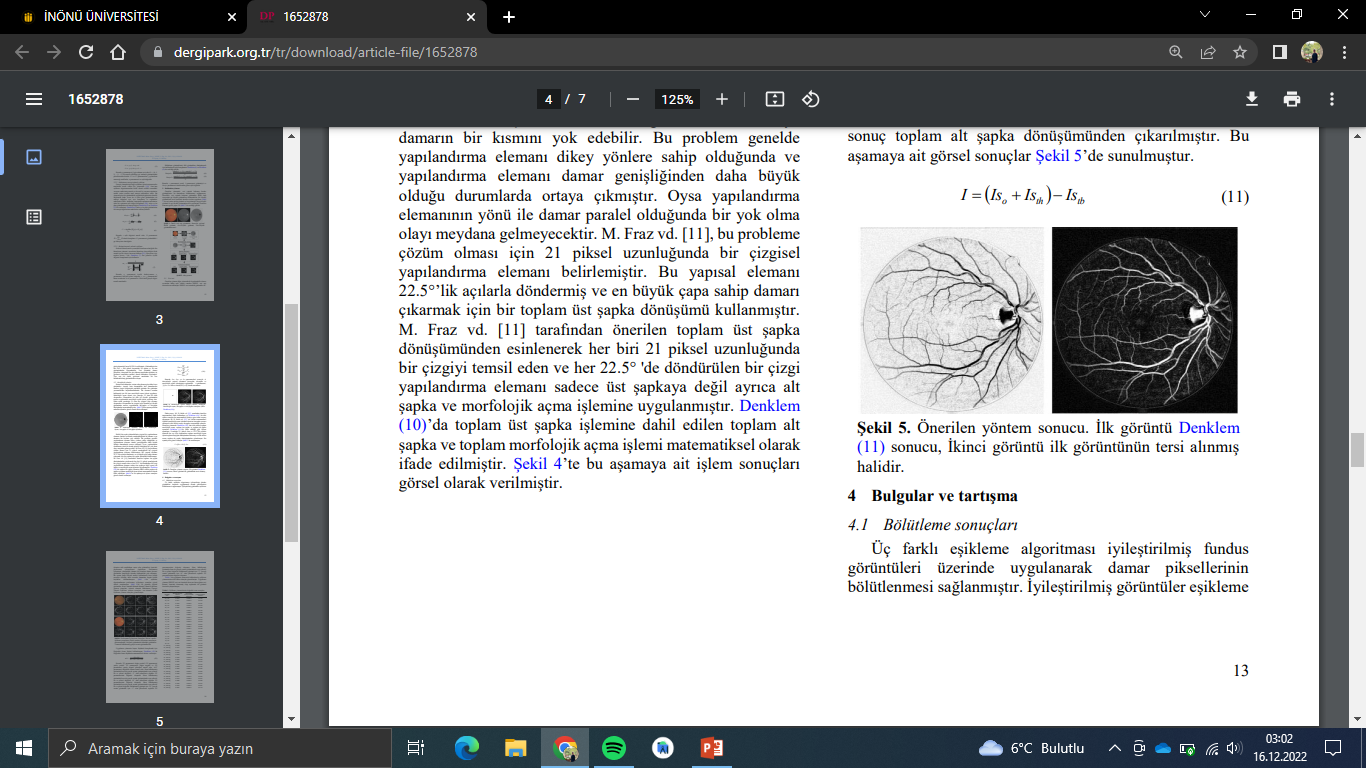 İNÖNÜ ÜNİVERSİTESİ
DP 1652878
dergipark.org.tr/tr/download/article-file/1652878
1652878
4 / 7
125%
3
4
5
damarın bir kısmını yok edebilir. Bu problem genelde
yapılandırma elemanı dikey yönlere sahip olduğunda ve
yapılandırma elemanı damar genişliğinden daha büyük
olduğu durumlarda ortaya çıkmıştır. Oysa yapılandırma
elemanının yönü ile damar paralel olduğunda bir yok olma
olayı meydana gelmeyecektir. M. Fraz vd. [11], bu probleme
çözüm olması için 21 piksel uzunluğunda bir çizgisel
yapılandırma elemanı belirlemiştir. Bu yapısal elemanı
22.5°’lik açılarla döndermiş ve en büyük çapa sahip damarı
çıkarmak için bir toplam üst şapka dönüşümü kullanmıştır.
M. Fraz vd. [11] tarafından önerilen toplam üst şapka
dönüşümünden esinlenerek her biri 21 piksel uzunluğunda
bir çizgiyi temsil eden ve her 22.5° 'de döndürülen bir çizgi
yapılandırma elemanı sadece üst şapkaya değil ayrıca alt
şapka ve morfolojik açma işlemine uygulanmıştır. Denklem
(10)’da toplam üst şapka işlemine dahil edilen toplam alt
şapka ve toplam morfolojik açma işlemi matematiksel olarak
ifade edilmiştir. Şekil 4’te bu aşamaya ait işlem sonuçları
görsel olarak verilmiştir.
sonuç toplam alt şapka dönüşümünden çıkarılmıştır. Bu
aşamaya ait görsel sonuçlar Şekil 5’de sunulmuştur.
I = (Is_o + Is_th) − Is_tb (11)
Şekil 5. Önerilen yöntem sonucu. İlk görüntü Denklem
(11) sonucu, İkinci görüntü ilk görüntünün tersi alınmış
halidir.
4 Bulgular ve tartışma
4.1 Bölütleme sonuçları
Üç farklı eşikleme algoritması iyileştirilmiş fundus
görüntüleri üzerinde uygulanarak damar piksellerinin
bölütlenmesi sağlanmıştır. İyileştirilmiş görüntüler eşikleme
13
Aramak için buraya yazın
6°C Bulutlu
03:02
16.12.2022